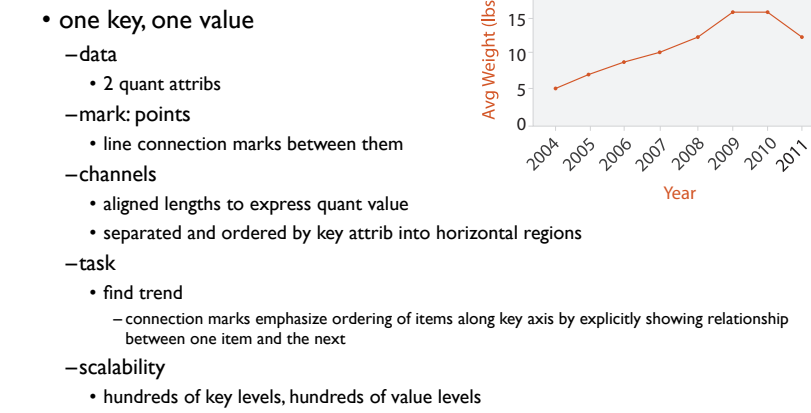 • one key, one value
–data
• 2 quant attribs
–mark: points
• line connection marks between them
–channels
• aligned lengths to express quant value
• separated and ordered by key attrib into horizontal regions
–task
• find trend
– connection marks emphasize ordering of items along key axis by explicitly showing relationship
between one item and the next
–scalability
• hundreds of key levels, hundreds of value levels
Avg Weight (lbs
15
10
5
0
2004 2005 2006 2007 2008 2009 2010 2011
Year